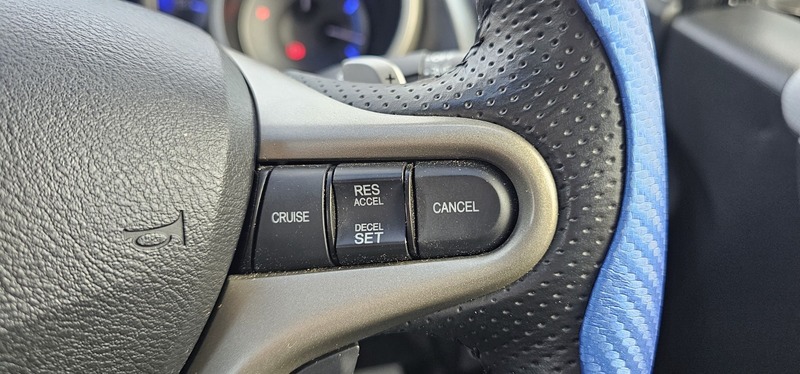 CRUISE
RES
ACCEL
DECEL
SET
CANCEL
+